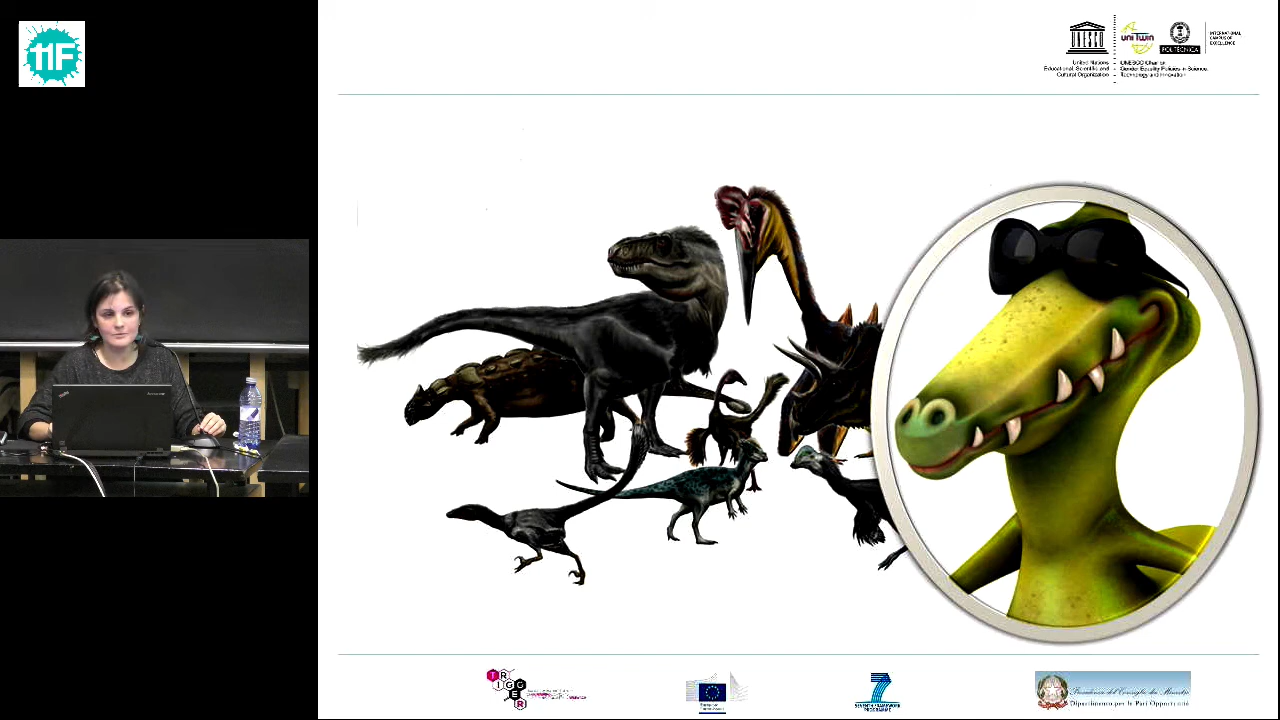 11F
UNESCO
United Nations
Educational, Scientific and
Cultural Organization
uniTwin
POLITÉCNICA
INTERNATIONAL
CAMPUS OF
EXCELLENCE
UNESCO Chair on
Gender Equality Policies in Science,
Technology and Innovation
TRIGGER
SEVENTH FRAMEWORK
PROGRAMME
Presidenza del Consiglio dei Ministri
Dipartimento per le Pari Opportunità